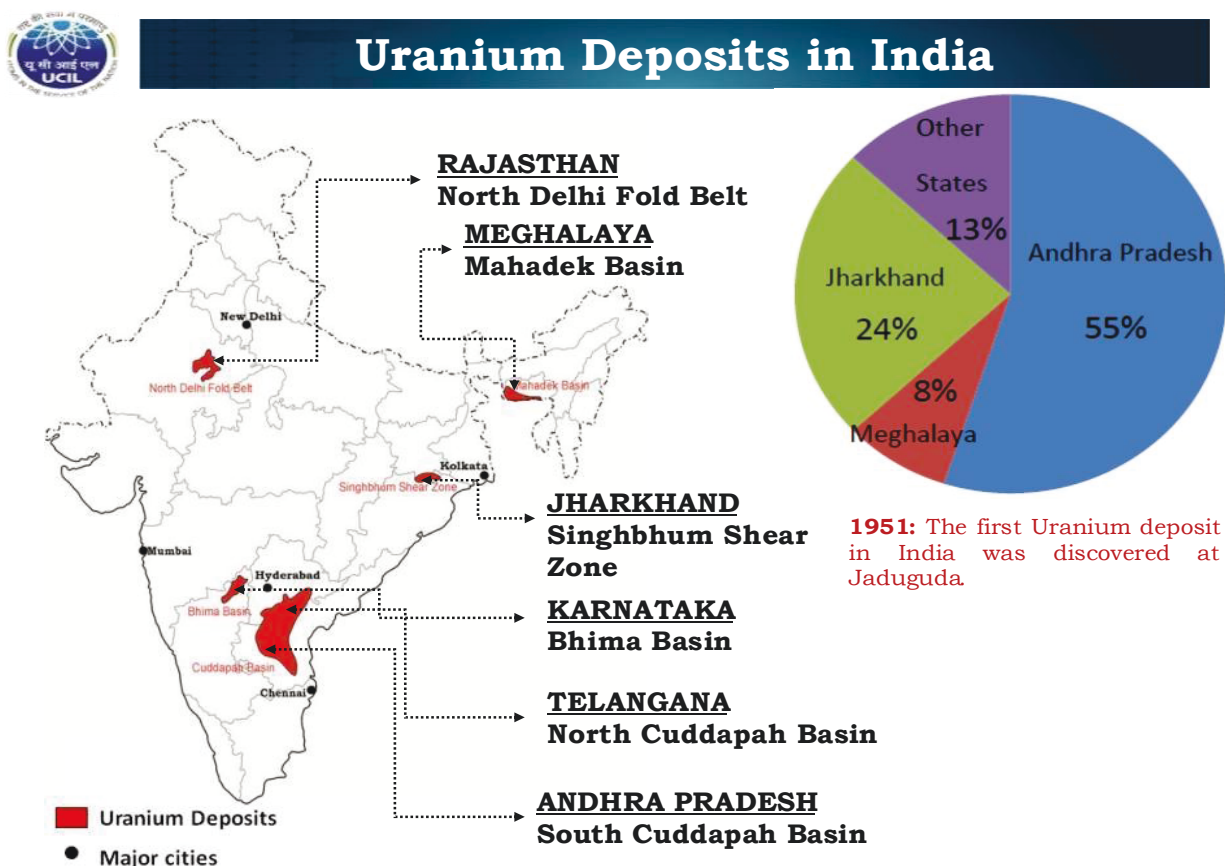 यू सी आई एल
UCIL
Uranium Deposits in India
RAJASTHAN
North Delhi Fold Belt
MEGHALAYA
Mahadek Basin
New Delhi
North Delhi Fold Belt
Mahadek Basin
Kolkata
Singhbhum Shear Zone
JHARKHAND
Singhbhum Shear
Zone
Mumbai
Hyderabad
Bhima Basin
KARNATAKA
Bhima Basin
Cuddapah Basin
Chennai
TELANGANA
North Cuddapah Basin
ANDHRA PRADESH
South Cuddapah Basin
Uranium Deposits
Major cities
Other
States
13%
Andhra Pradesh
55%
Jharkhand
24%
8%
Meghalaya
1951: The first Uranium deposit
in India was discovered at
Jaduguda.